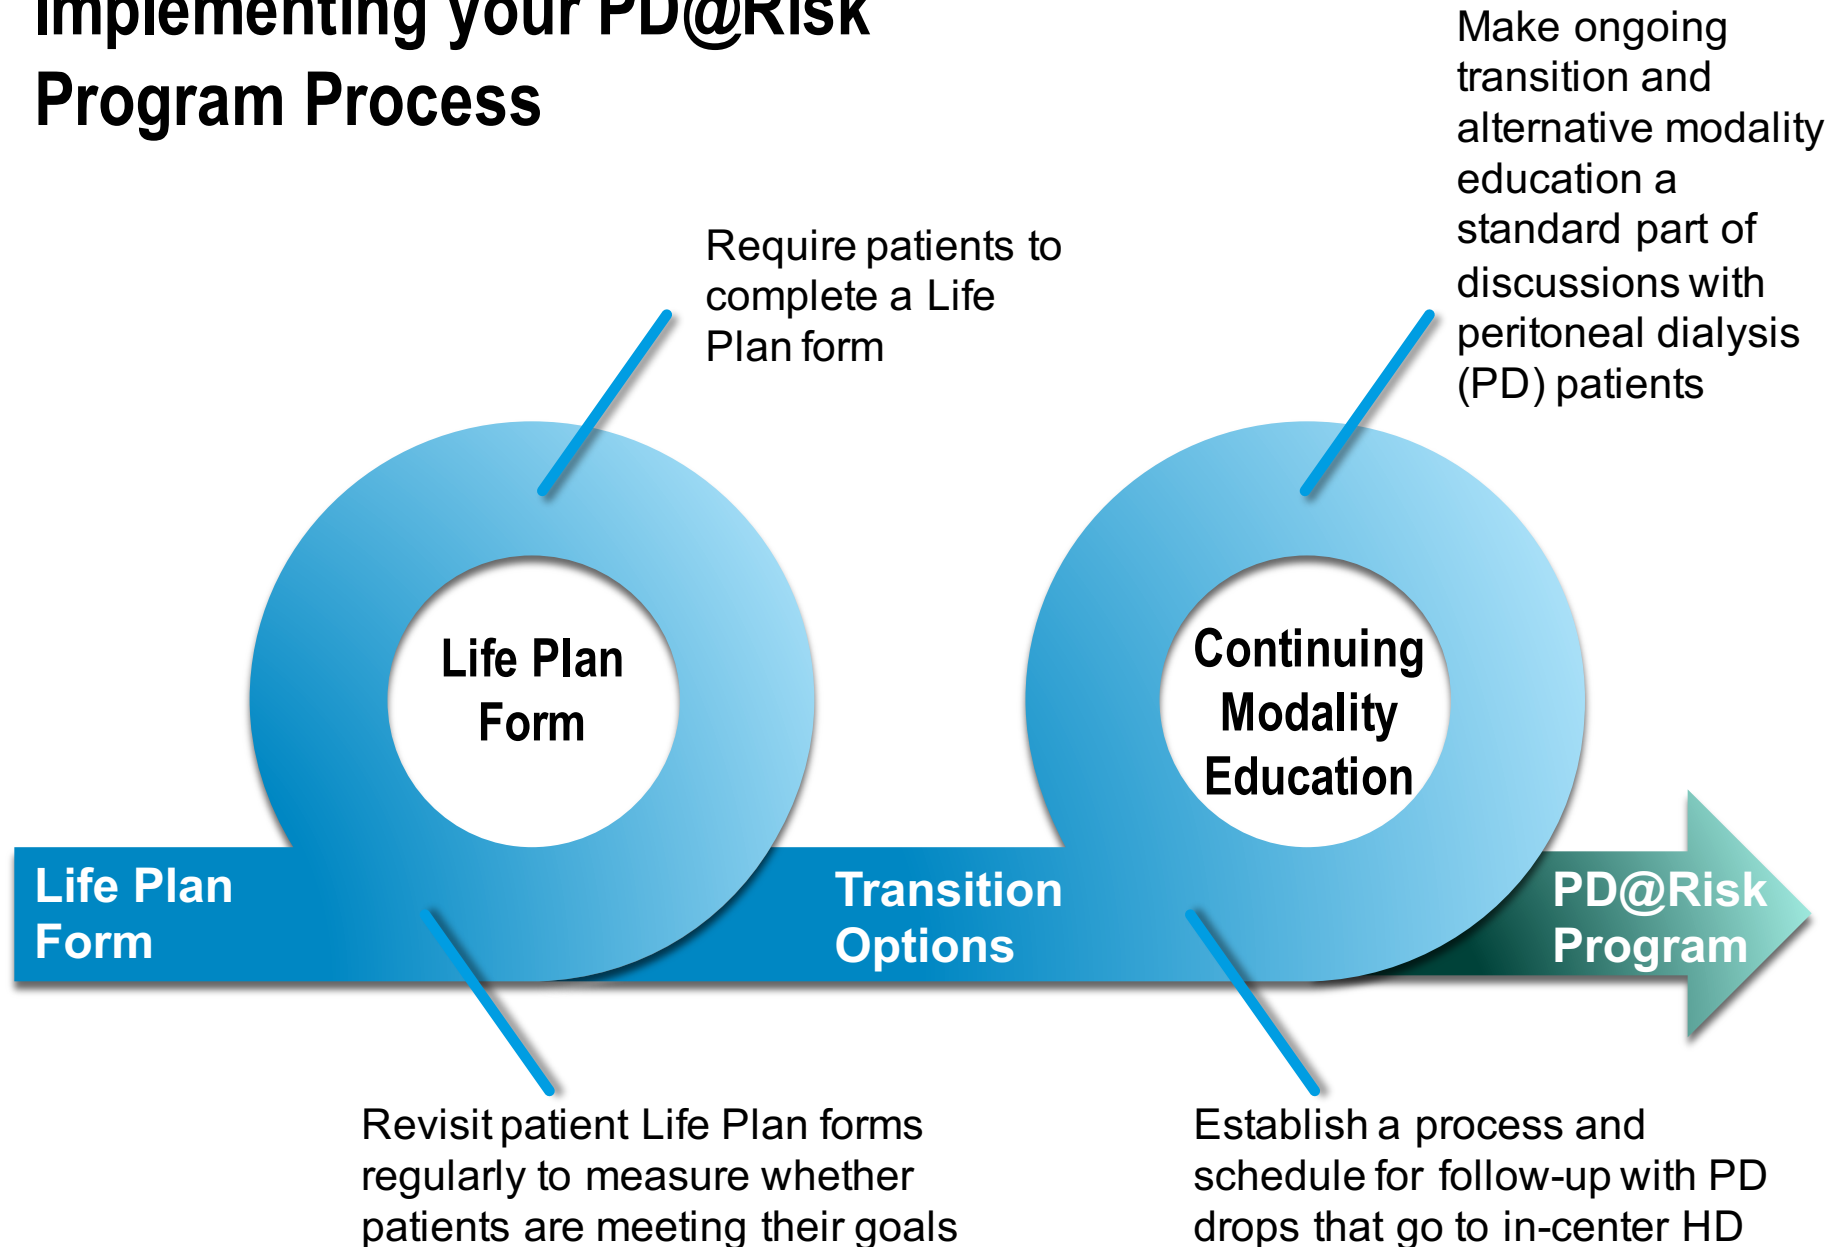 Implementing your PD@Risk
Program Process
Make ongoing
transition and
alternative modality
education a
standard part of
discussions with
peritoneal dialysis
(PD) patients
Require patients to
complete a Life
Plan form
Life Plan
Form
Continuing
Modality
Education
Life Plan
Form
Transition
Options
PD@Risk
Program
Revisit patient Life Plan forms
regularly to measure whether
patients are meeting their goals
Establish a process and
schedule for follow-up with PD
drops that go to in-center HD